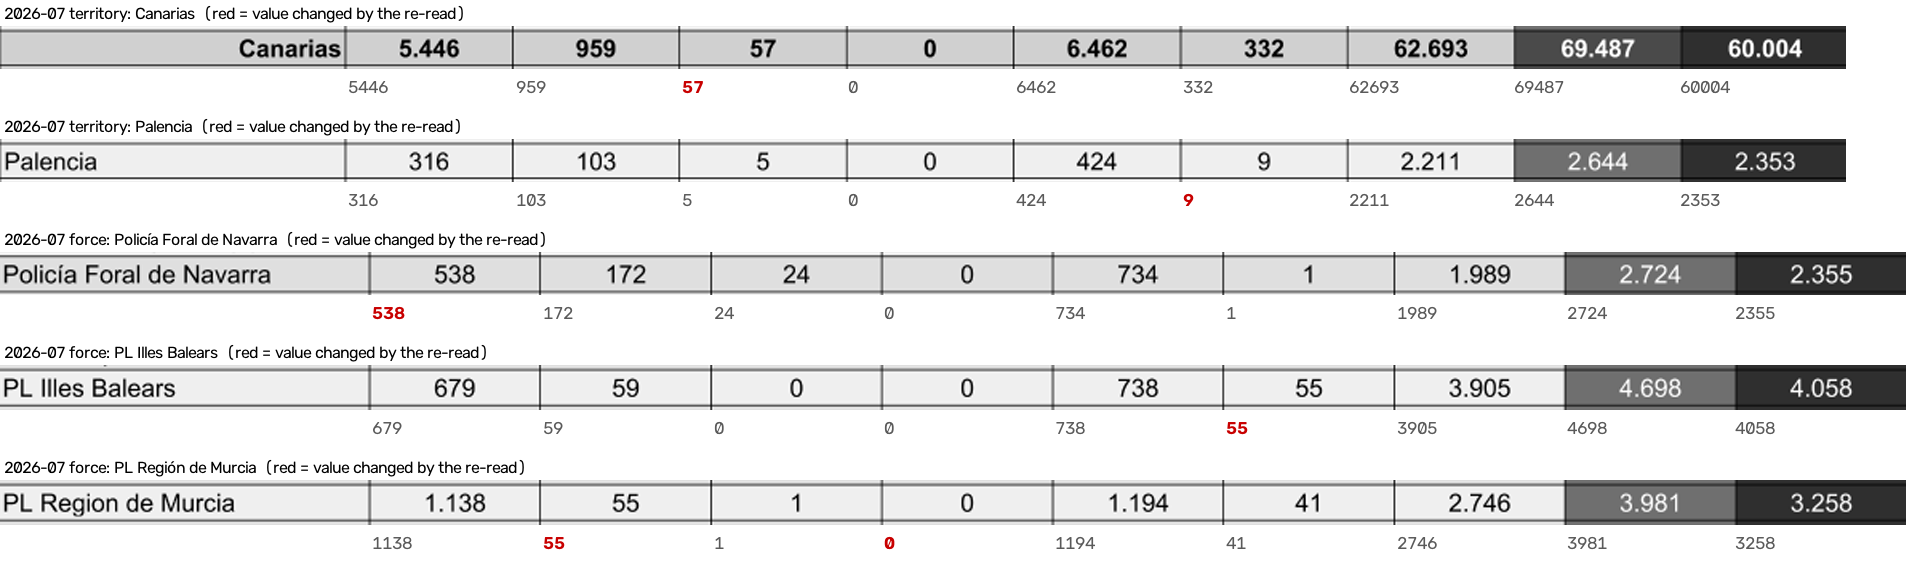 2026-07 territory: Canarias (red = value changed by the re-read)
Canarias 5.446 959 57 0 6.462 332 62.693 69.487 60.004
5446 959 57 0 6462 332 62693 69487 60004
2026-07 territory: Palencia (red = value changed by the re-read)
Palencia 316 103 5 0 424 9 2.211 2.644 2.353
316 103 5 0 424 9 2211 2644 2353
2026-07 force: Policía Foral de Navarra (red = value changed by the re-read)
Policía Foral de Navarra 538 172 24 0 734 1 1.989 2.724 2.355
538 172 24 0 734 1 1989 2724 2355
2026-07 force: PL Illes Balears (red = value changed by the re-read)
PL Illes Balears 679 59 0 0 738 55 3.905 4.698 4.058
679 59 0 0 738 55 3905 4698 4058
2026-07 force: PL Región de Murcia (red = value changed by the re-read)
PL Region de Murcia 1.138 55 1 0 1.194 41 2.746 3.981 3.258
1138 55 1 0 1194 41 2746 3981 3258